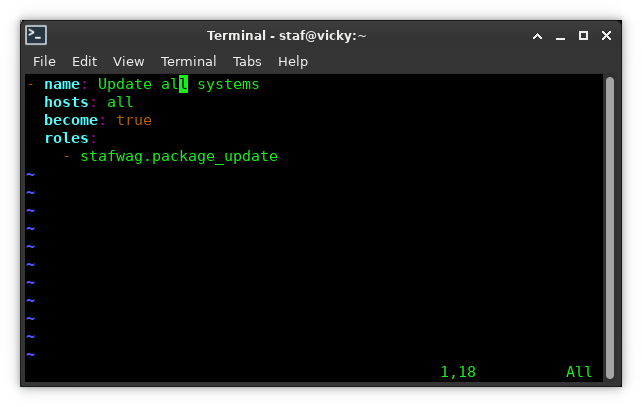 Terminal - staf@vicky:~
File Edit View Terminal Tabs Help
- name: Update all systems
  hosts: all
  become: true
  roles:
    - stafwag.package_update
~
~
~
~
~
~
~
~
~
~
~
1,18 All